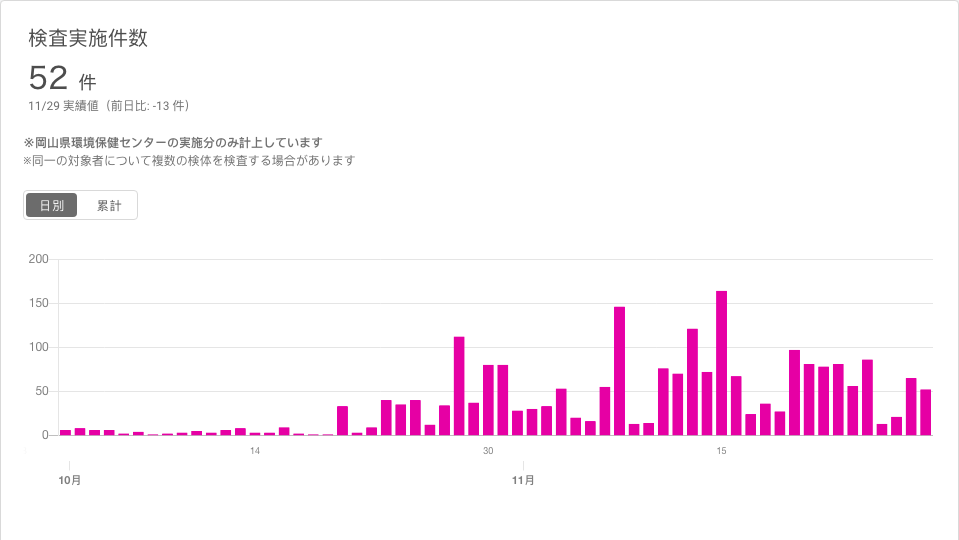 検査実施件数
52 件
11/29 実績値（前日比: -13 件）
※岡山県環境保健センターの実施分のみ計上しています
※同一の対象者について複数の検体を検査する場合があります
日別 累計
200
150
100
50
0
14 30 15
10月 11月